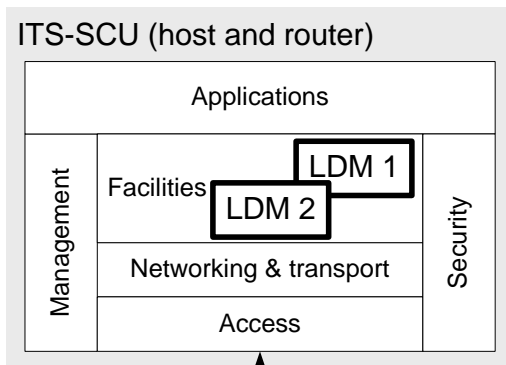 ITS-SCU (host and router)
Applications
Management
Facilities
LDM 1
LDM 2
Security
Networking & transport
Access